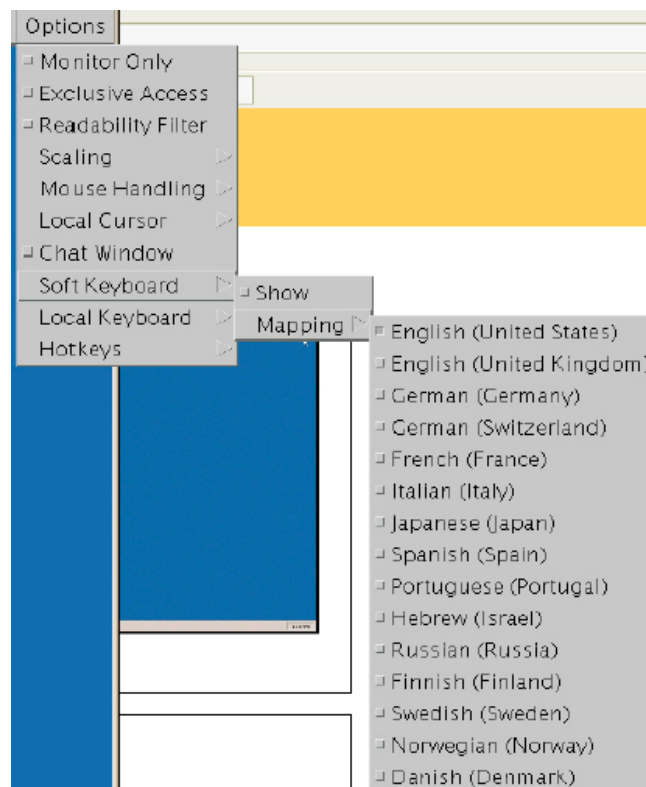 Options
Monitor Only
Exclusive Access
Readability Filter
Scaling
Mouse Handling
Local Cursor
Chat Window
Soft Keyboard
Local Keyboard
Hotkeys
Show
Mapping
English (United States)
English (United Kingdom)
German (Germany)
German (Switzerland)
French (France)
Italian (Italy)
Japanese (Japan)
Spanish (Spain)
Portuguese (Portugal)
Hebrew (Israel)
Russian (Russia)
Finnish (Finland)
Swedish (Sweden)
Norwegian (Norway)
Danish (Denmark)